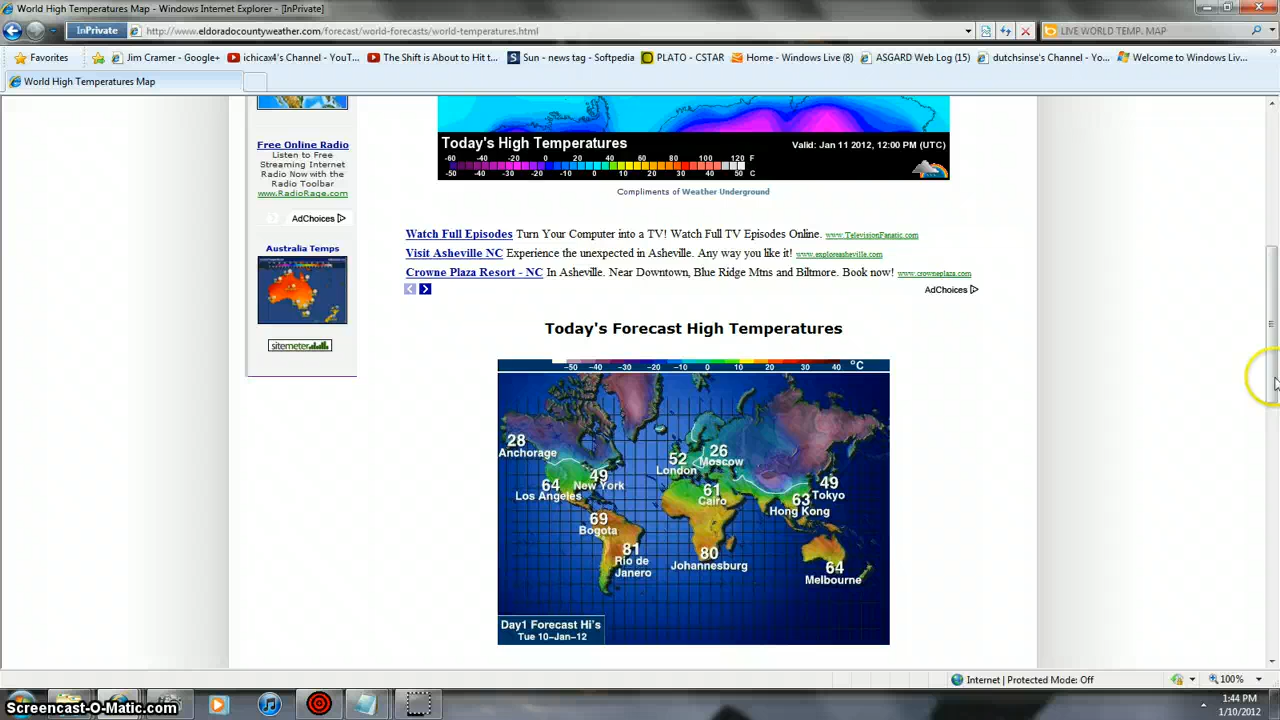 World High Temperatures Map - Windows Internet Explorer - [InPrivate]
InPrivate http://www.eldoradocountyweather.com/forecast/world-forecasts/world-temperatures.html LIVE WORLD TEMP. MAP
Favorites Jim Cramer - Google+ ichicax4's Channel - YouT... The Shift is About to Hit t... Sun - news tag - Softpedia PLATO - CSTAR Home - Windows Live (8) ASGARD Web Log (15) dutchsinse's Channel - Yo... Welcome to Windows Liv...
World High Temperatures Map
Today's High Temperatures Valid: Jan 11 2012, 12:00 PM (UTC)
-60 -40 -20 0 20 40 60 80 100 120 F
-50 -40 -30 -20 -10 0 10 20 30 40 50 C
Compliments of Weather Underground
Free Online Radio
Listen to Free
Streaming Internet
Radio Now with the
Radio Toolbar
www.RadioRage.com
AdChoices
Australia Temps
sitemeter
Watch Full Episodes Turn Your Computer into a TV! Watch Full TV Episodes Online. www.TelevisionFanatic.com
Visit Asheville NC Experience the unexpected in Asheville. Any way you like it! www.exploreasheville.com
Crowne Plaza Resort - NC In Asheville. Near Downtown, Blue Ridge Mtns and Biltmore. Book now! www.crowneplaza.com
AdChoices
Today's Forecast High Temperatures
-50 -40 -30 -20 -10 0 10 20 30 40 °C
28
Anchorage
64
Los Angeles
49
New York
52
London
26
Moscow
61
Cairo
63
Hong Kong
49
Tokyo
69
Bogota
81
Rio de
Janero
80
Johannesburg
64
Melbourne
Day1 Forecast Hi's
Tue 10-Jan-12
Internet | Protected Mode: Off 100%
Screencast-O-Matic.com
1:44 PM
1/10/2012